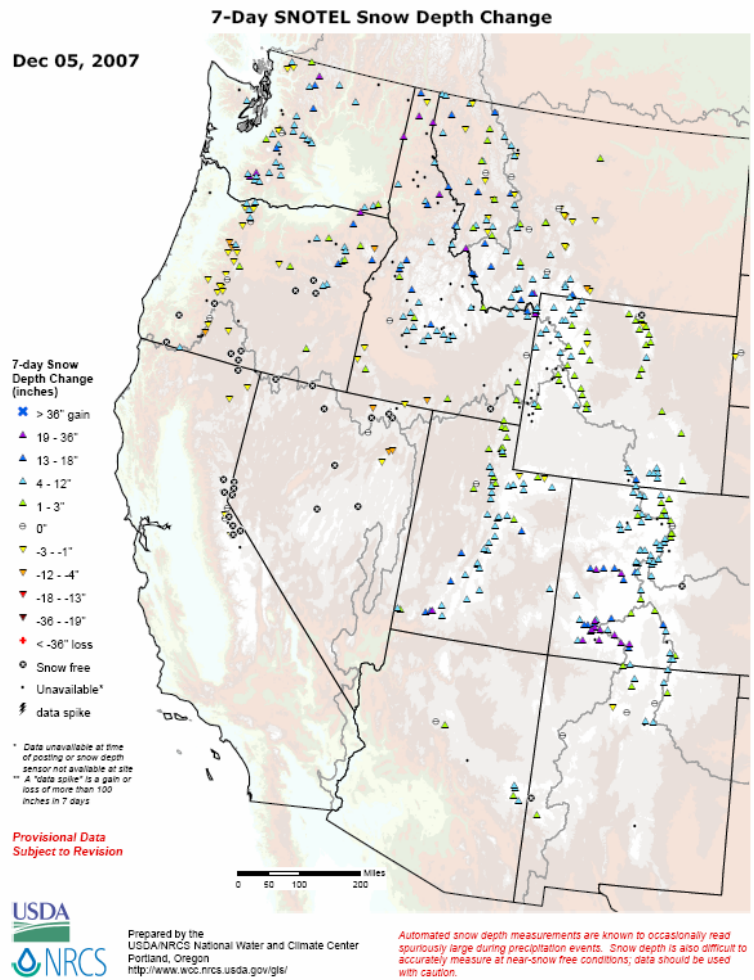 7-Day SNOTEL Snow Depth Change
Dec 05, 2007
7-day Snow
Depth Change
(inches)
> 36" gain
19 - 36"
13 - 18"
4 - 12"
1 - 3"
0"
-3 - -1"
-12 - -4"
-18 - -13"
-36 - -19"
< -36" loss
Snow free
Unavailable*
data spike
* Data unavailable at time
of posting or snow depth
sensor not available at site
** A "data spike" is a gain or
loss of more than 100
inches in 7 days
Provisional Data
Subject to Revision
Miles
0 50 100 200
USDA
NRCS
Prepared by the
USDA/NRCS National Water and Climate Center
Portland, Oregon
http://www.wcc.nrcs.usda.gov/gis/
Automated snow depth measurements are known to occasionally read
spuriously large during precipitation events. Snow depth is also difficult to
accurately measure at near-snow free conditions; data should be used
with caution.